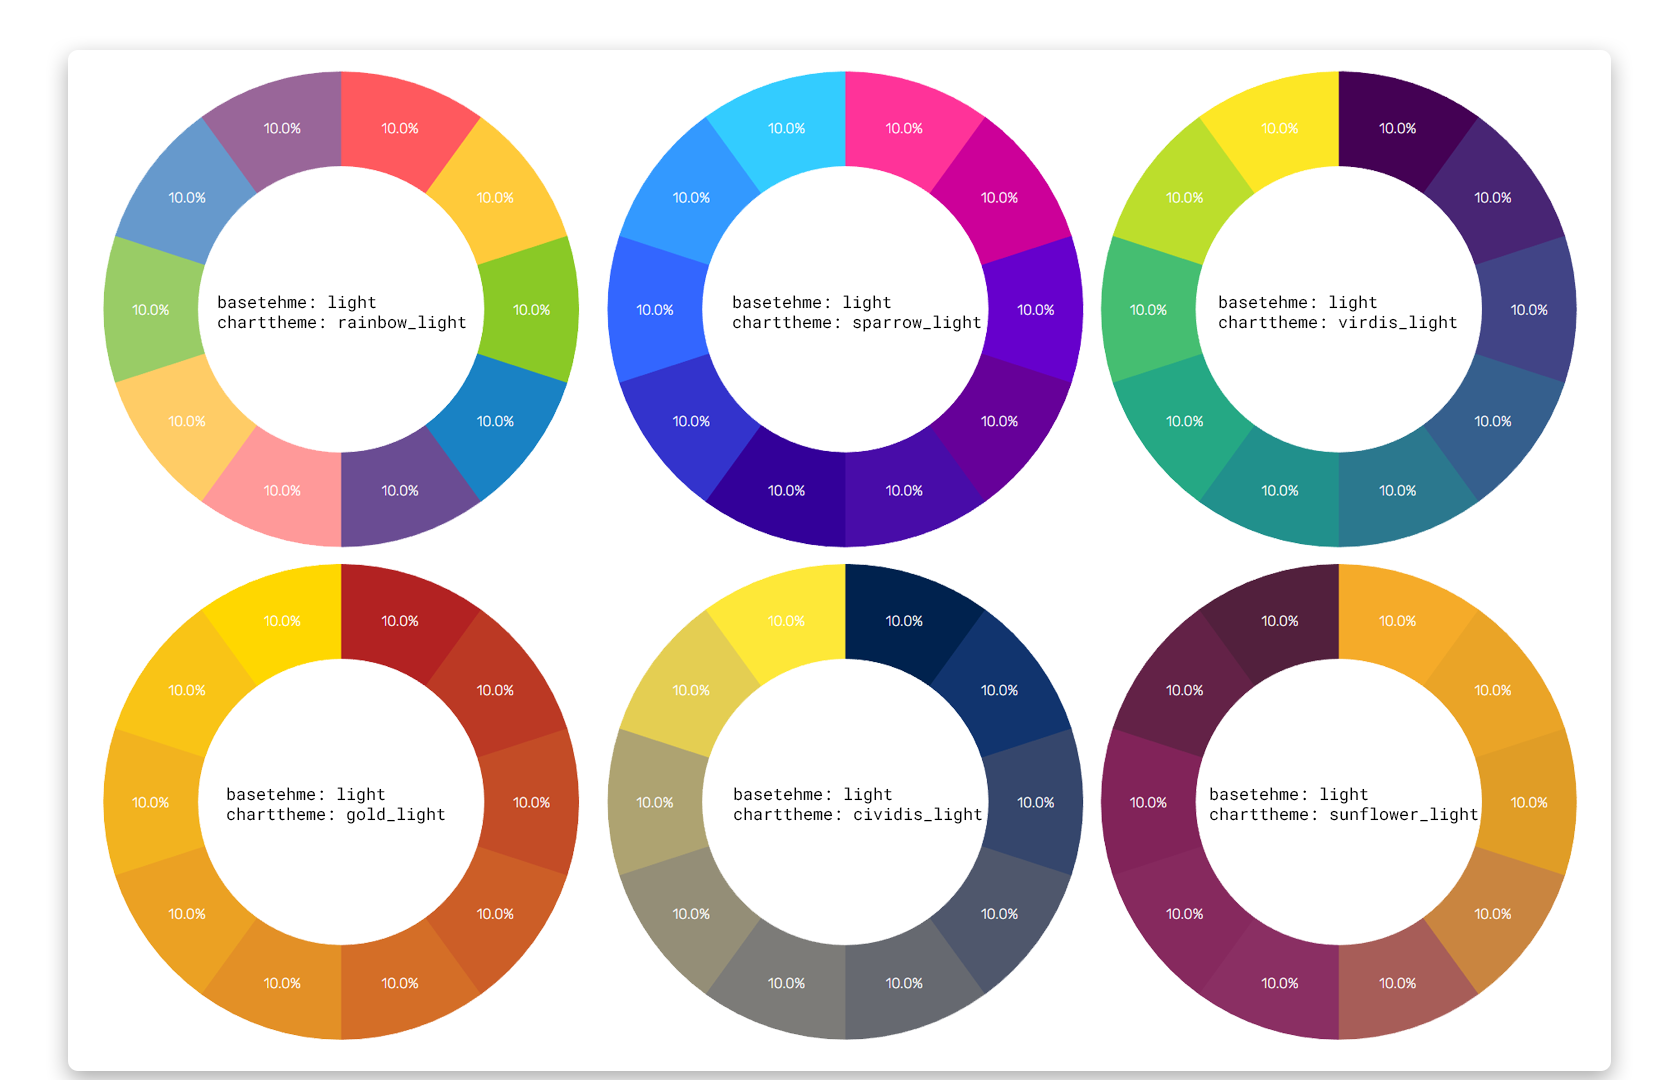 10.0% 10.0% 10.0% 10.0% 10.0% 10.0%
10.0% 10.0% 10.0% 10.0% 10.0% 10.0%
basetehme: light basetehme: light basetehme: light
10.0% 10.0% 10.0% 10.0% 10.0% 10.0%
charttheme: rainbow_light charttheme: sparrow_light charttheme: virdis_light
10.0% 10.0% 10.0% 10.0% 10.0% 10.0%
10.0% 10.0% 10.0% 10.0% 10.0% 10.0%
10.0% 10.0% 10.0% 10.0% 10.0% 10.0%
10.0% 10.0% 10.0% 10.0% 10.0% 10.0%
basetehme: light basetehme: light basetehme: light
10.0% 10.0% 10.0% 10.0% 10.0% 10.0%
charttheme: gold_light charttheme: cividis_light charttheme: sunflower_light
10.0% 10.0% 10.0% 10.0% 10.0% 10.0%
10.0% 10.0% 10.0% 10.0% 10.0% 10.0%